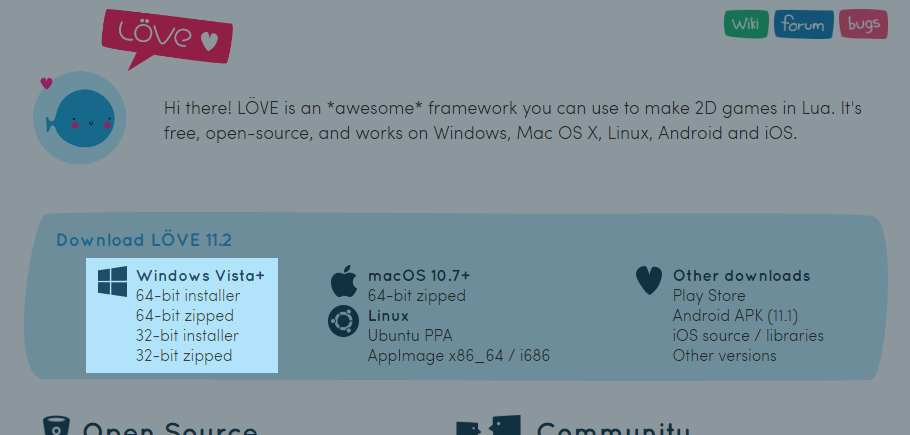 LÖVE
Wiki
forum
bugs
Hi there! LÖVE is an *awesome* framework you can use to make 2D games in Lua. It's
free, open-source, and works on Windows, Mac OS X, Linux, Android and iOS.
Download LÖVE 11.2
Windows Vista+
64-bit installer
64-bit zipped
32-bit installer
32-bit zipped
macOS 10.7+
64-bit zipped
Linux
Ubuntu PPA
AppImage x86_64 / i686
Other downloads
Play Store
Android APK (11.1)
iOS source / libraries
Other versions
Open Source
Community